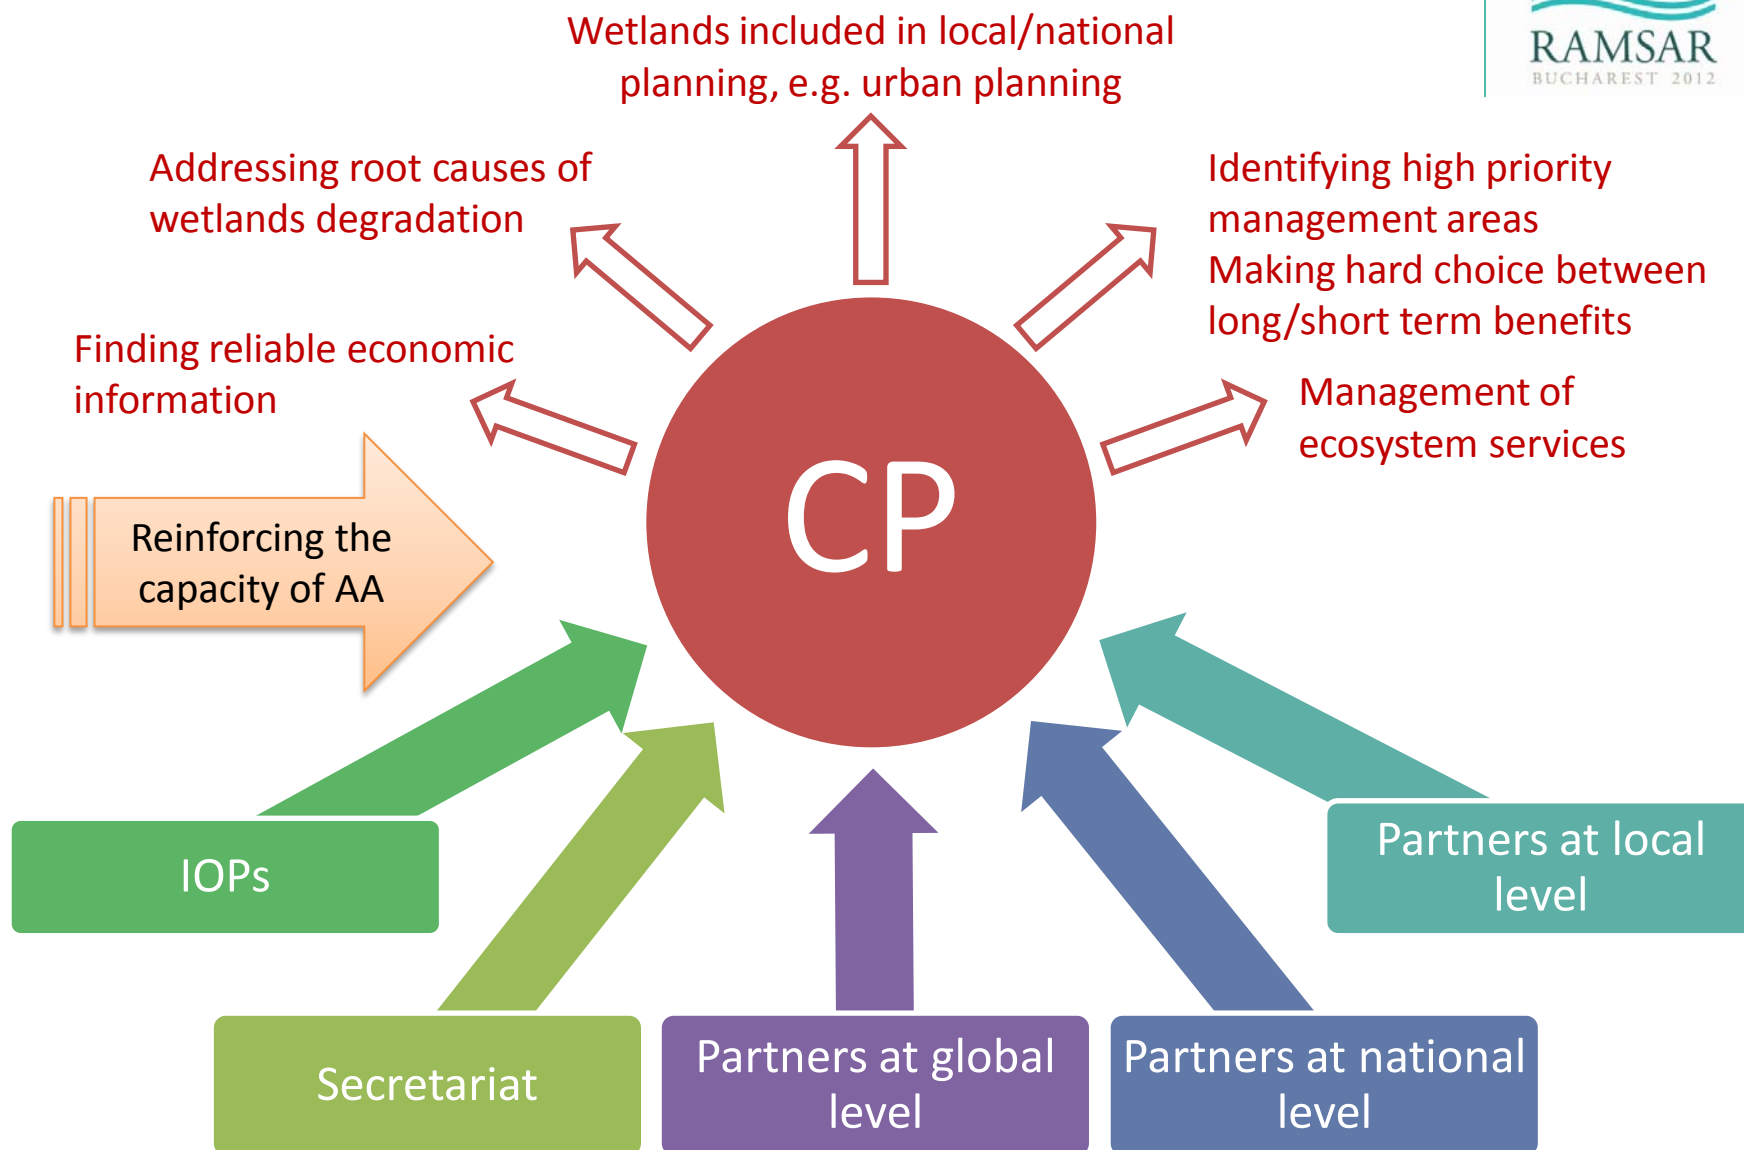 Wetlands included in local/national
planning, e.g. urban planning
RAMSAR
BUCHAREST 2012
Addressing root causes of
wetlands degradation
Identifying high priority
management areas
Making hard choice between
long/short term benefits
Finding reliable economic
information
Management of
ecosystem services
CP
Reinforcing the
capacity of AA
IOPs
Partners at local
level
Secretariat
Partners at global
level
Partners at national
level